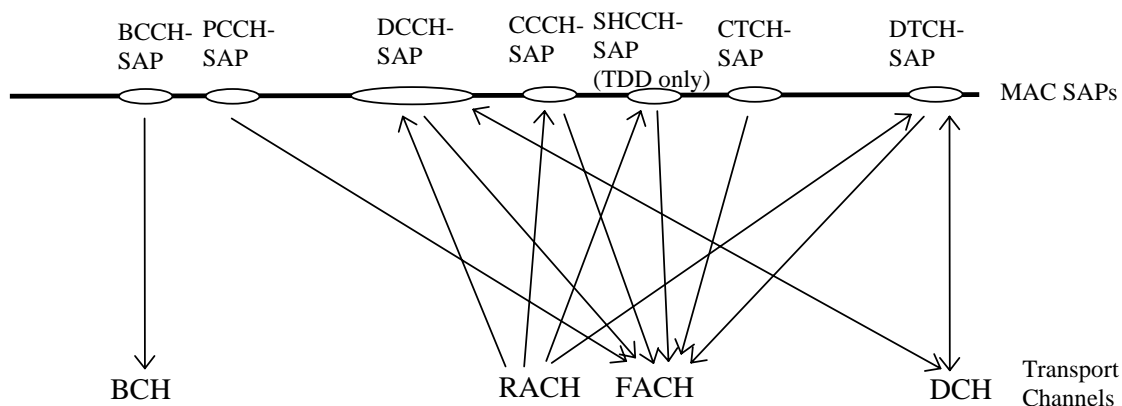 BCCH-
SAP
PCCH-
SAP
DCCH-
SAP
CCCH-
SAP
SHCCH-
SAP
(TDD only)
CTCH-
SAP
DTCH-
SAP
MAC SAPs
BCH
RACH
FACH
DCH
Transport
Channels